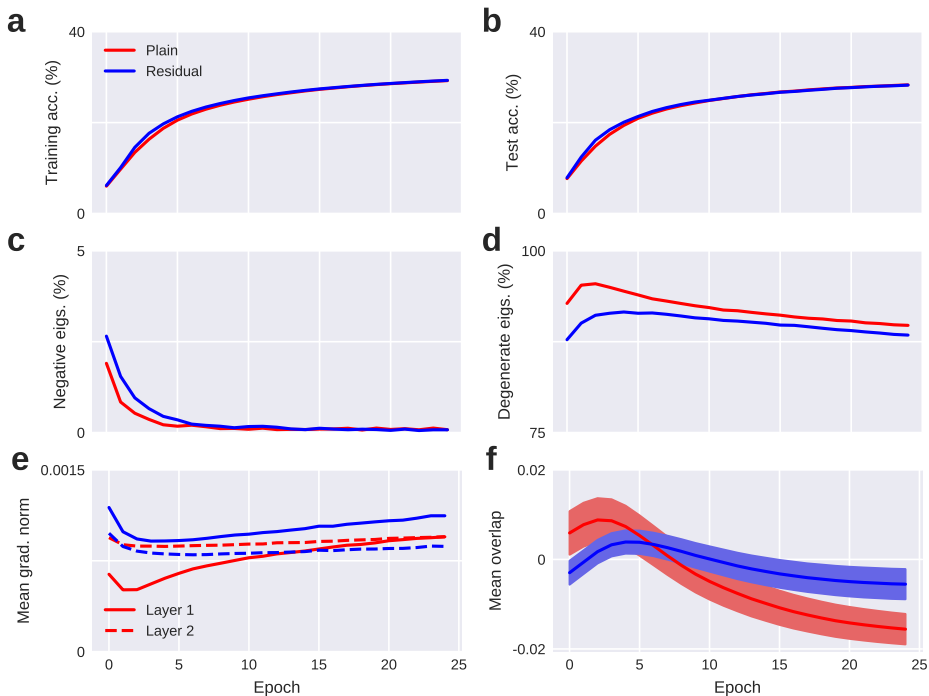 a
40
Training acc. (%)
0
Plain
Residual
b
40
Test acc. (%)
0
c
5
Negative eigs. (%)
0
d
100
Degenerate eigs. (%)
75
e
0.0015
Mean grad. norm
0
Layer 1
Layer 2
0 5 10 15 20 25
Epoch
f
0.02
Mean overlap
0
-0.02
0 5 10 15 20 25
Epoch